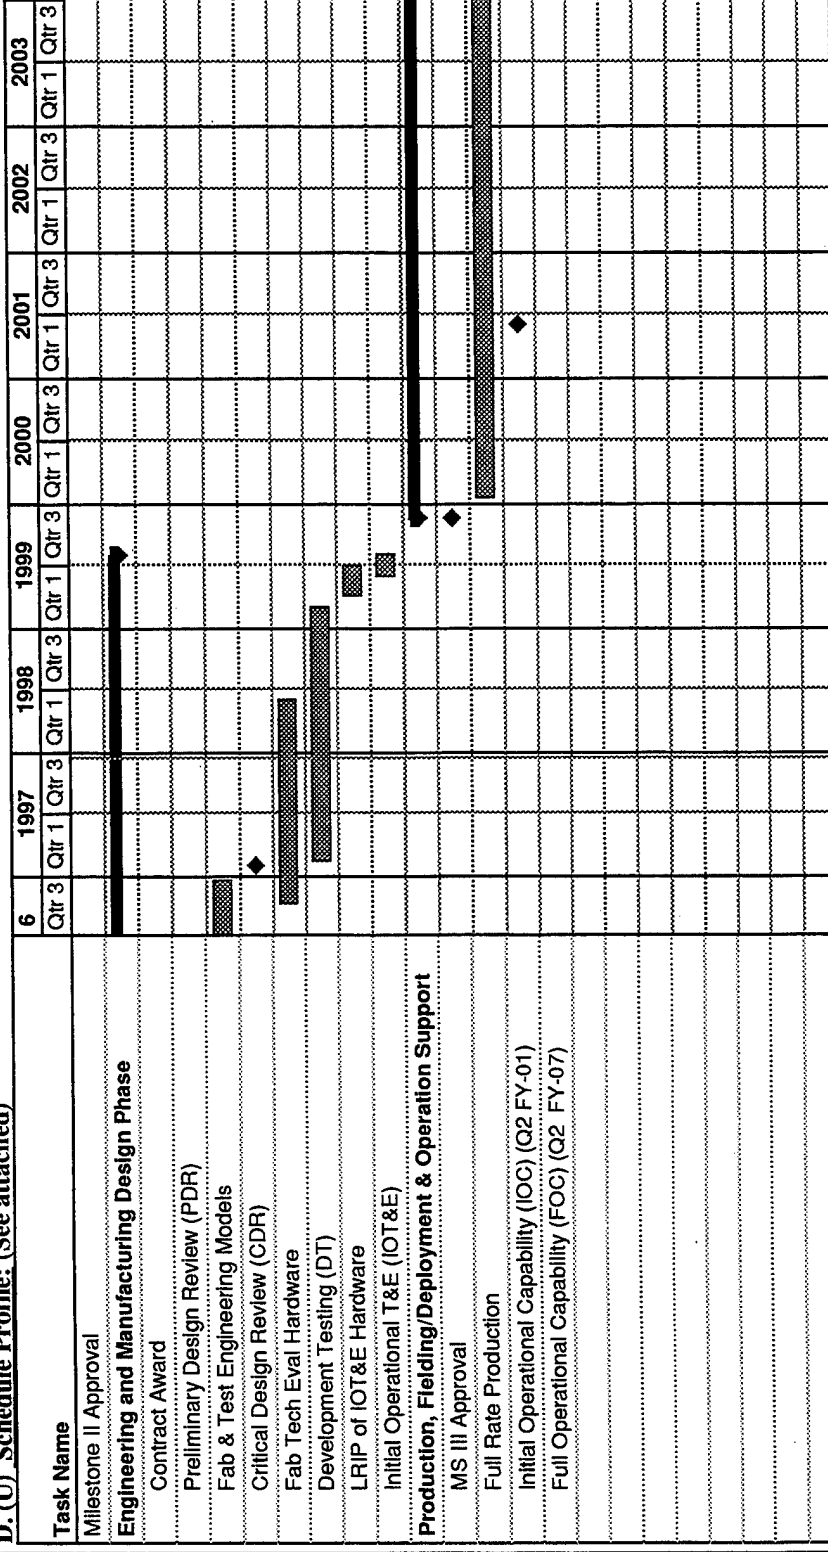 D. (U) Schedule Profile: (See attached)
6 1997 1998 1999 2000 2001 2002 2003
Task Name Qtr 3 Qtr 1 Qtr 3 Qtr 1 Qtr 3 Qtr 1 Qtr 3 Qtr 1 Qtr 3 Qtr 1 Qtr 3 Qtr 1 Qtr 3 Qtr 1 Qtr 3
Milestone II Approval
Engineering and Manufacturing Design Phase
Contract Award
Preliminary Design Review (PDR)
Fab & Test Engineering Models
Critical Design Review (CDR)
Fab Tech Eval Hardware
Development Testing (DT)
LRIP of IOT&E Hardware
Initial Operational T&E (IOT&E)
Production, Fielding/Deployment & Operation Support
MS III Approval
Full Rate Production
Initial Operational Capability (IOC) (Q2 FY-01)
Full Operational Capability (FOC) (Q2 FY-07)